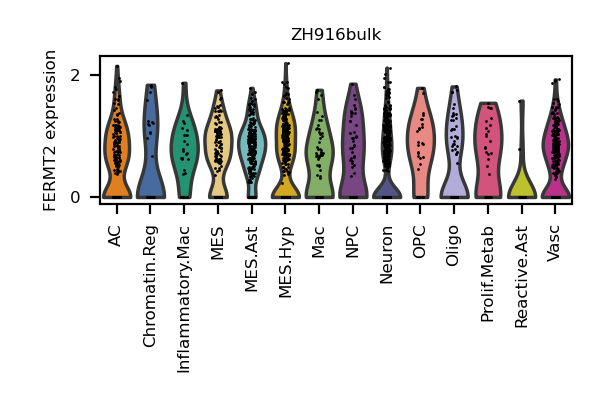 ZH916bulk
FERMT2 expression
2
0
AC
Chromatin.Reg
Inflammatory.Mac
MES
MES.Ast
MES.Hyp
Mac
NPC
Neuron
OPC
Oligo
Prolif.Metab
Reactive.Ast
Vasc